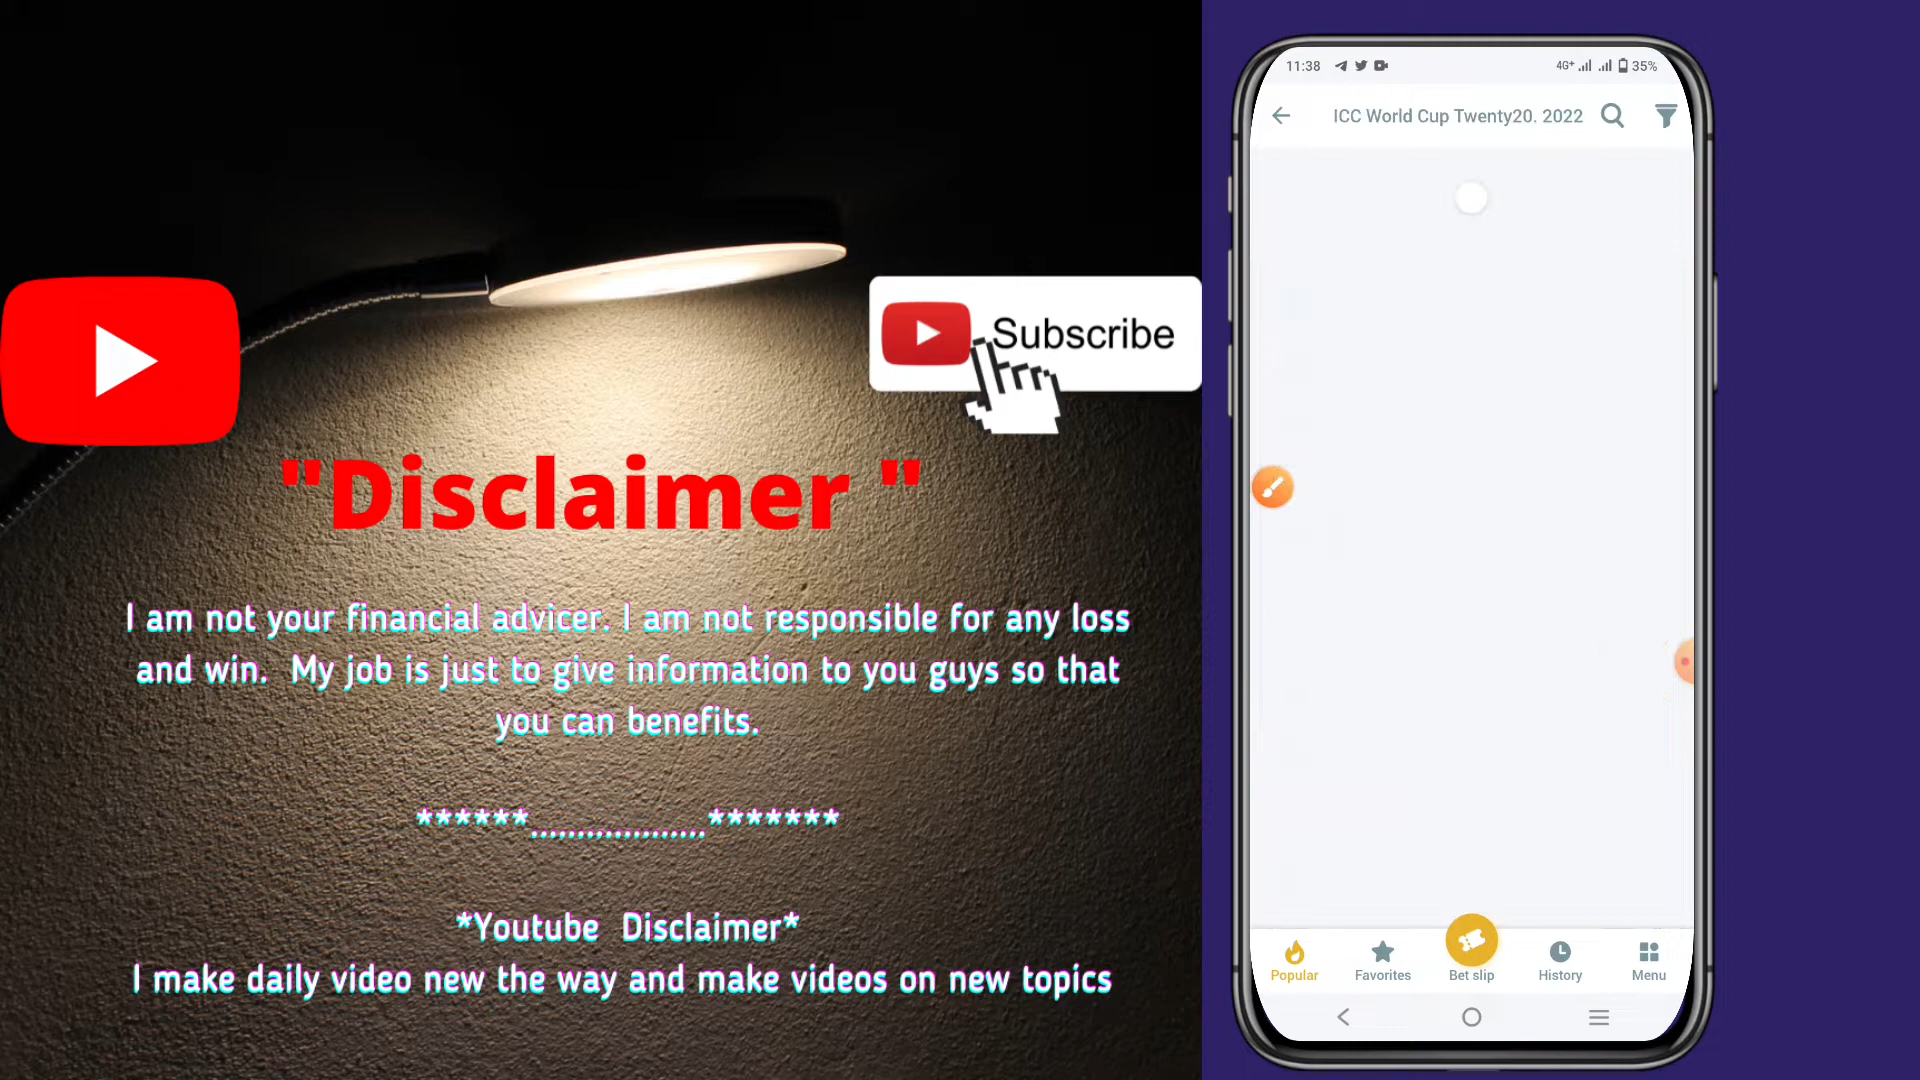 Subscribe
"Disclaimer "
I am not your financial advicer. I am not responsible for any loss
and win. My job is just to give information to you guys so that
you can benefits.
******...................*******
*Youtube Disclaimer*
I make daily video new the way and make videos on new topics
11:38
4G+ 35%
ICC World Cup Twenty20. 2022
Popular
Favorites
Bet slip
History
Menu